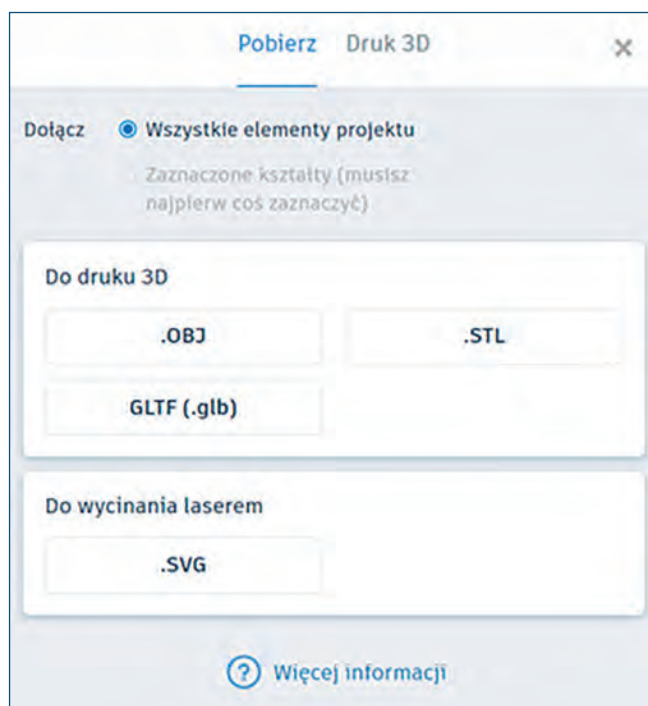 Pobierz Druk 3D ×
Dołącz Wszystkie elementy projektu
Zaznaczone kształty (musisz
najpierw coś zaznaczyć)
Do druku 3D
.OBJ .STL
GLTF (.glb)
Do wycinania laserem
.SVG
? Więcej informacji